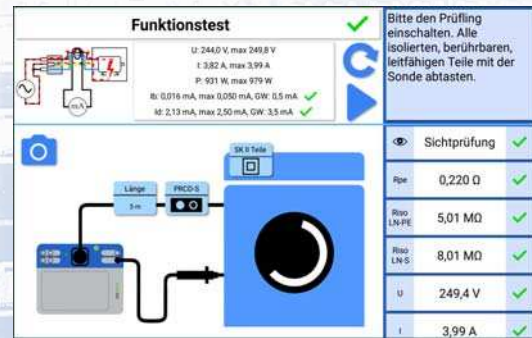 Funktionstest
U: 244,0 V, max 249,8 V
I: 3,82 A, max 3,99 A
P: 931 W, max 979 W
Ib: 0,016 mA, max 0,050 mA, GW: 0,5 mA
Id: 2,13 mA, max 2,50 mA, GW: 3,5 mA
mA
Bitte den Prüfling
einschalten. Alle
isolierten, berührbaren,
leitfähigen Teile mit der
Sonde abtasten.
SK II Teile
Länge
5 m
PRCD-S
Sichtprüfung
Rpe
0,220 Ω
Riso
LN-PE
5,01 MΩ
Riso
LN-S
8,01 MΩ
U
249,4 V
I
3,99 A